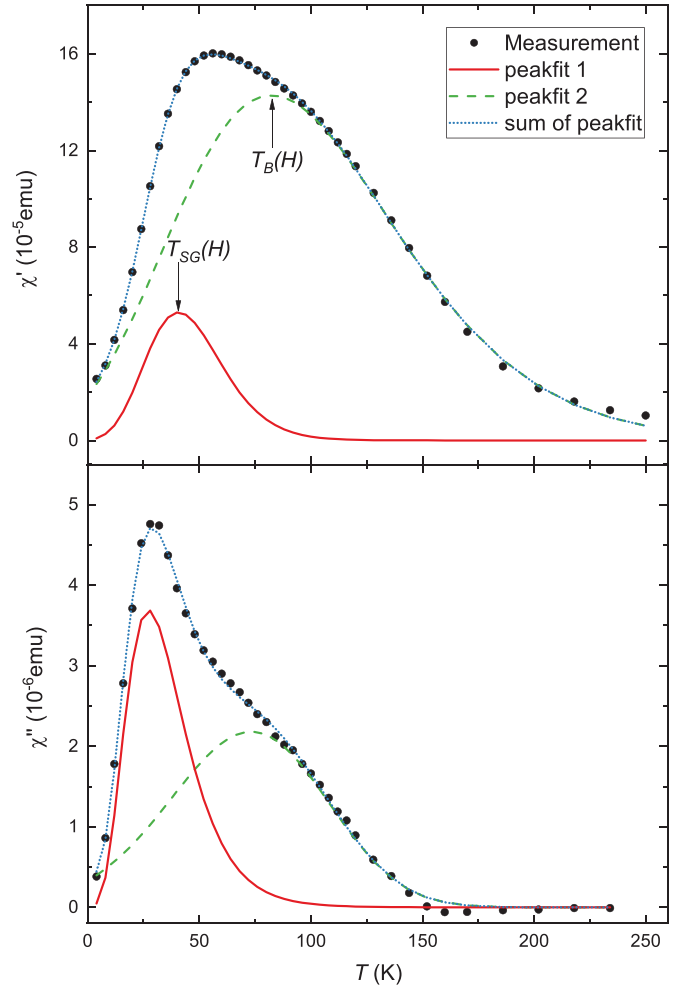 16
12
8
4
0
χ' (10⁻⁵emu)
Measurement
peakfit 1
peakfit 2
sum of peakfit
T_B(H)
T_SG(H)
5
4
3
2
1
0
χ" (10⁻⁶emu)
0 50 100 150 200 250
T (K)